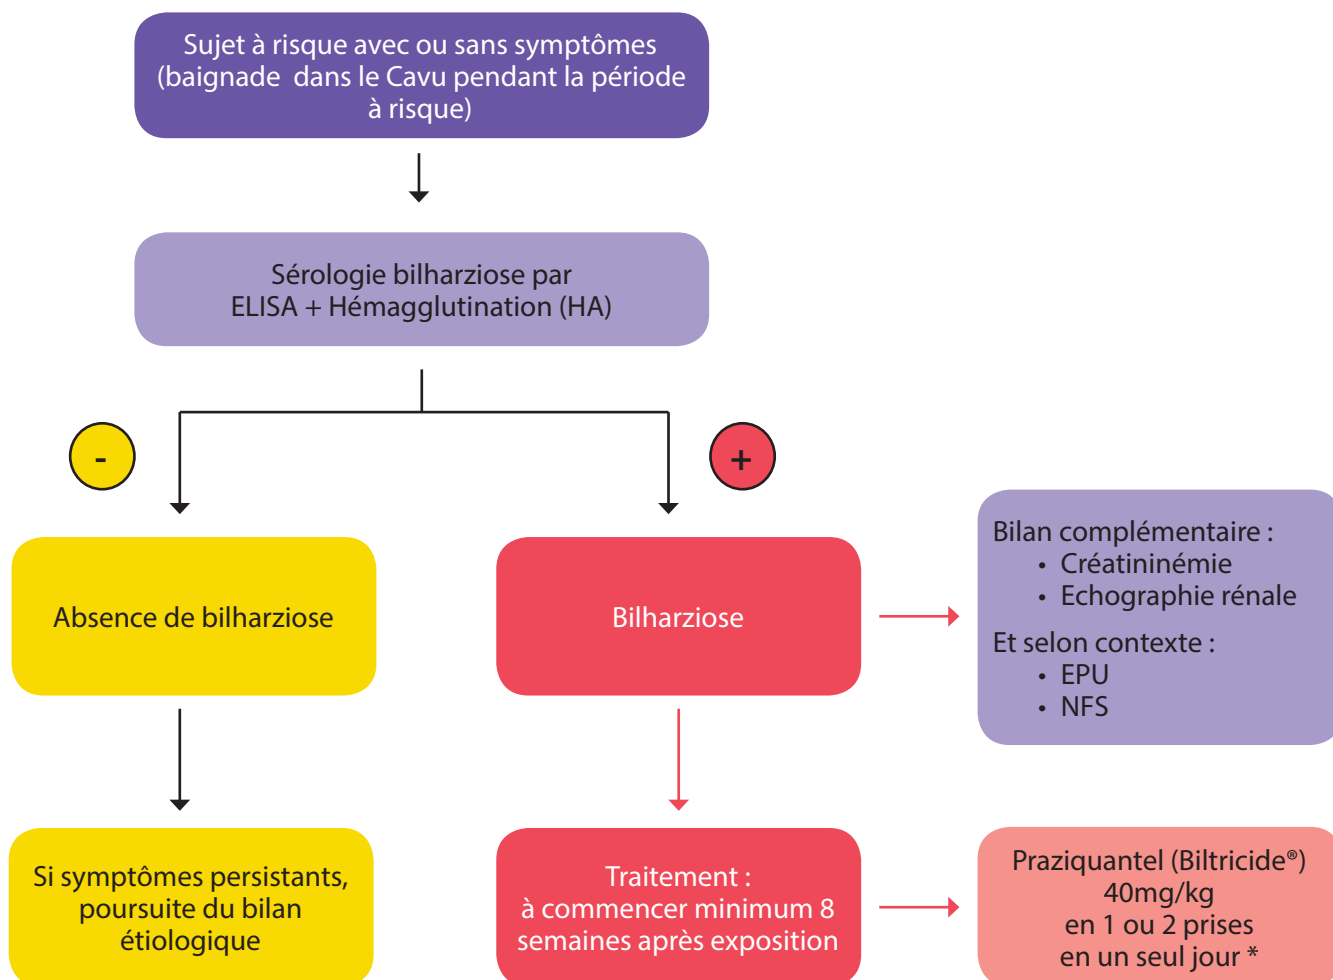 Sujet à risque avec ou sans symptômes
(baignade dans le Cavu pendant la période
à risque)
Sérologie bilharziose par
ELISA + Hémagglutination (HA)
-
+
Absence de bilharziose
Bilharziose
Bilan complémentaire :
• Créatininémie
• Echographie rénale
Et selon contexte :
• EPU
• NFS
Si symptômes persistants,
poursuite du bilan
étiologique
Traitement :
à commencer minimum 8
semaines après exposition
Praziquantel (Biltricide®)
40mg/kg
en 1 ou 2 prises
en un seul jour *